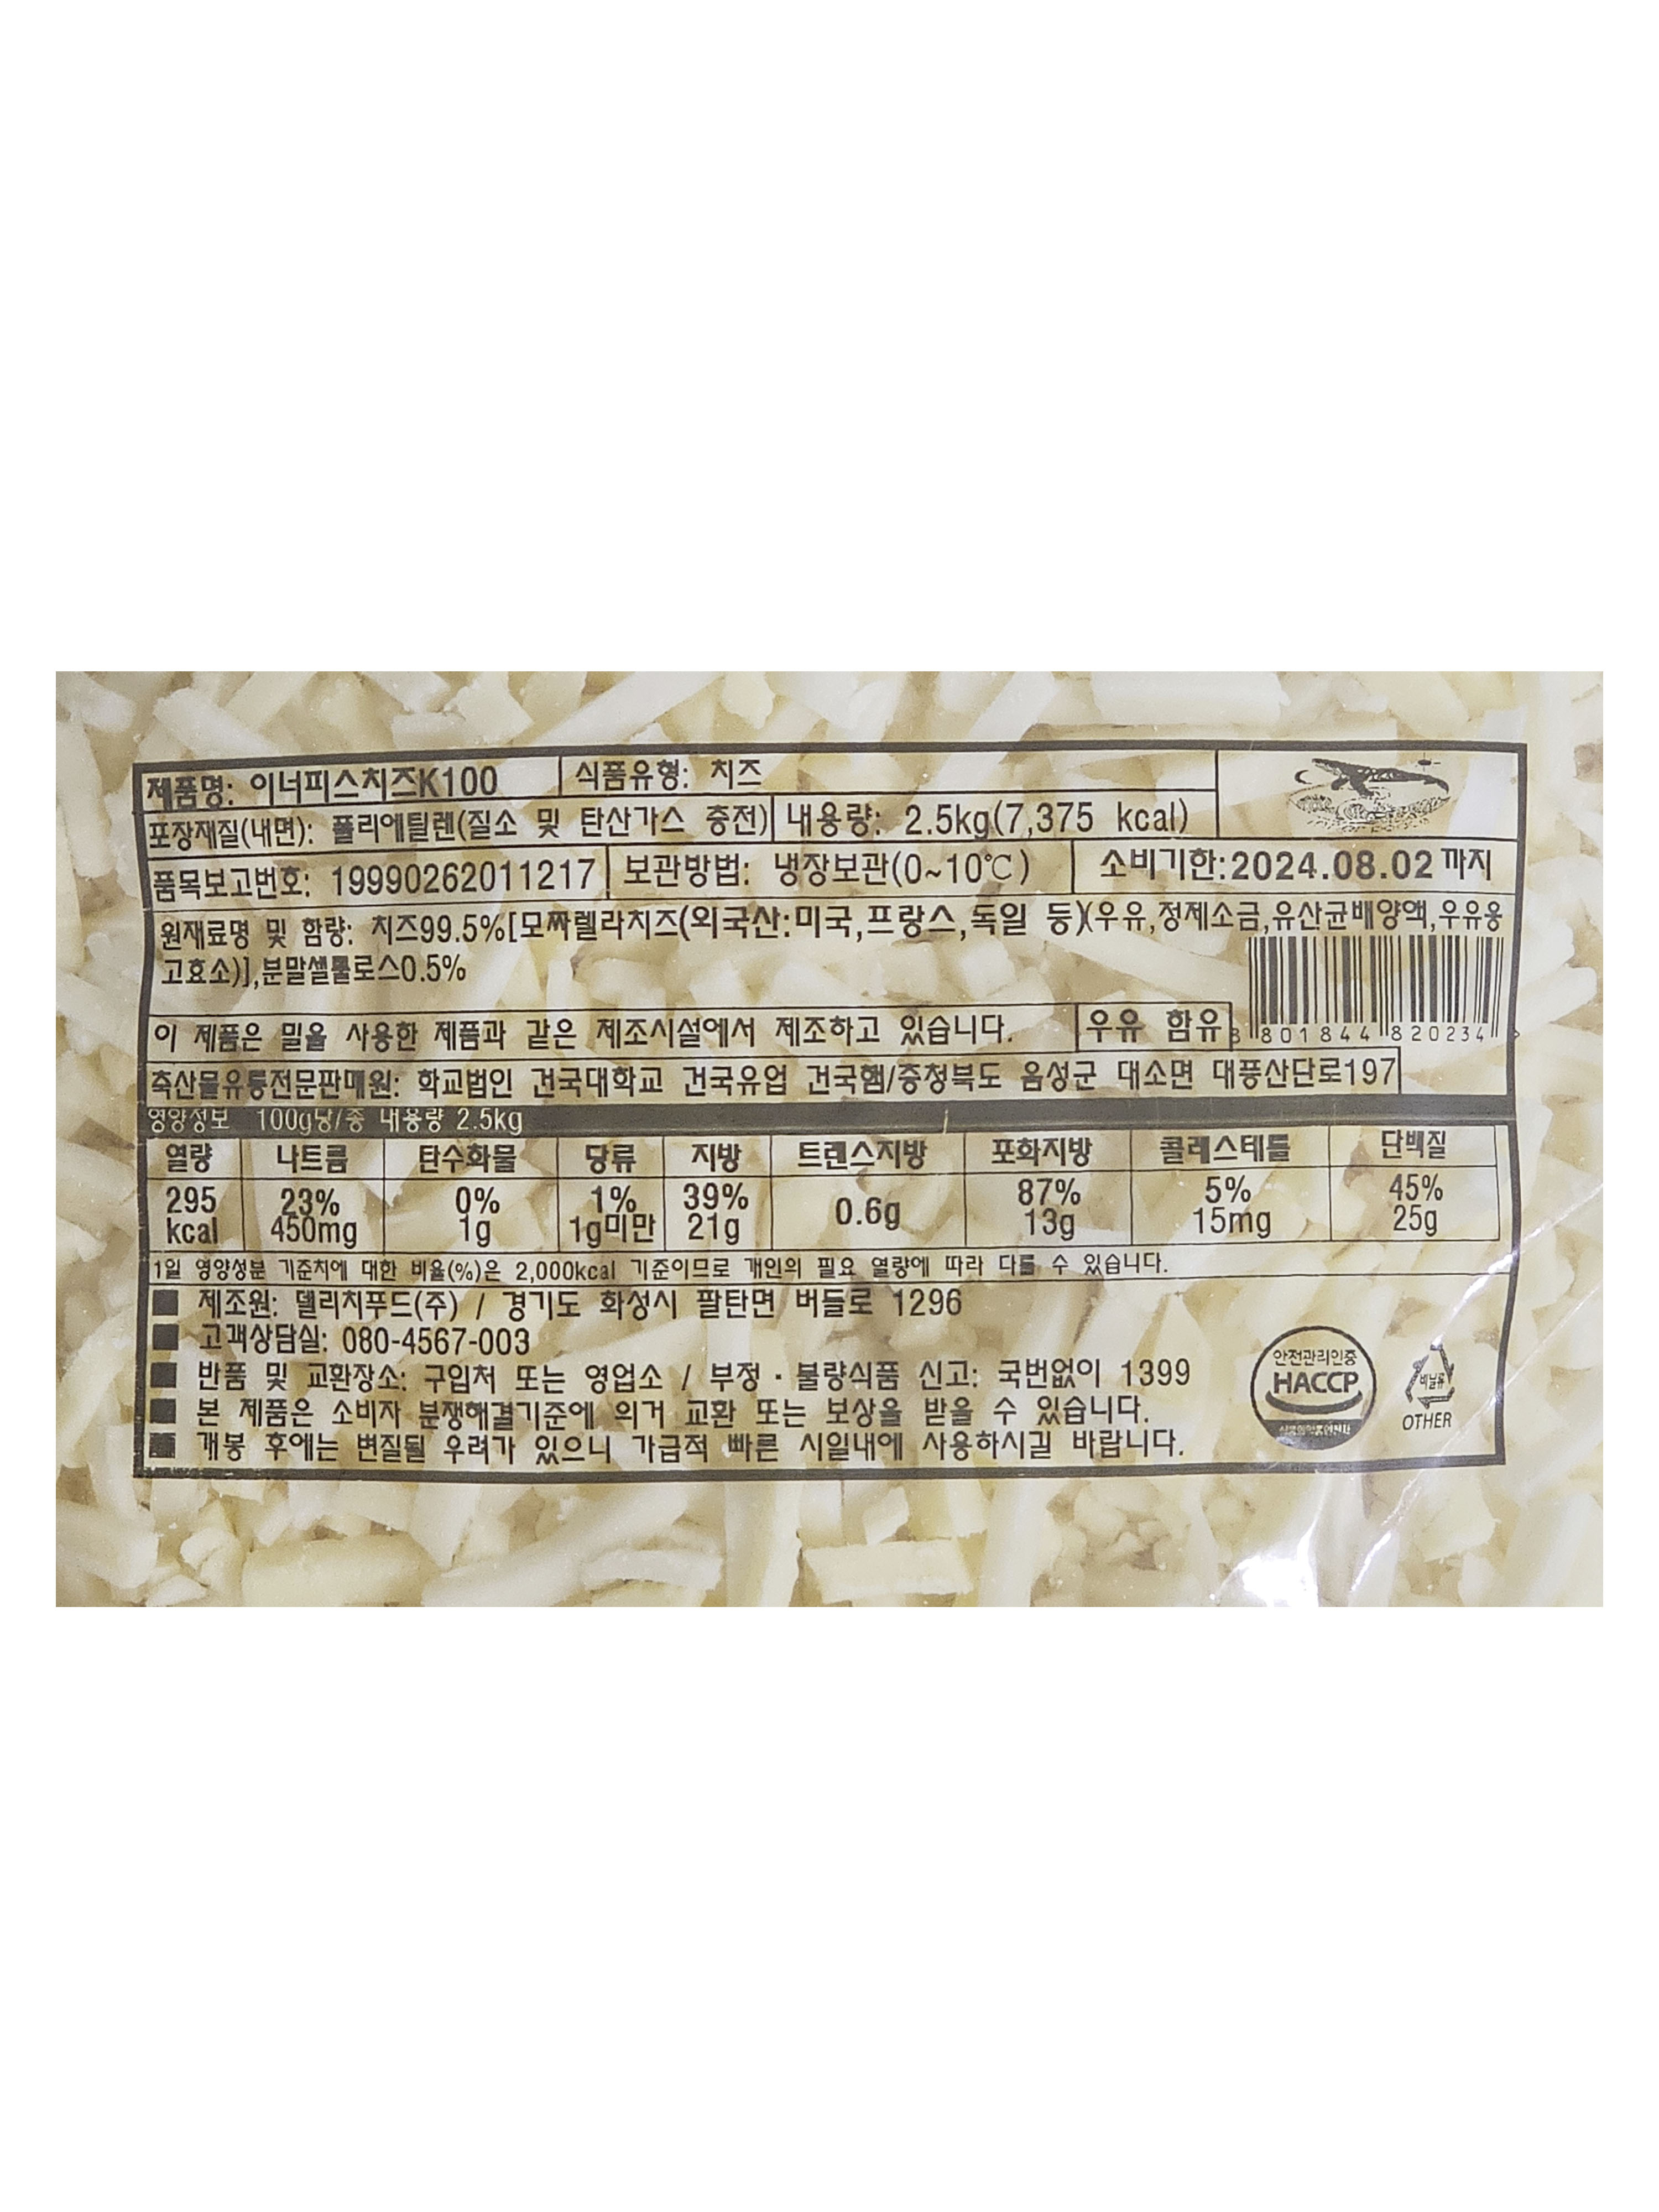 제품명: 이너피스치즈K100 식품유형: 치즈
포장재질(내면): 폴리에틸렌(질소 및 탄산가스 충전) 내용량: 2.5kg(7,375 kcal)
품목보고번호: 19990262011217 보관방법: 냉장보관(0~10℃) 소비기한:2024.08.02 까지
원재료명 및 함량: 치즈99.5%[모짜렐라치즈(외국산:미국,프랑스,독일 등)(우유,정제소금,유산균배양액,우유응
고효소)],분말셀룰로스0.5%
이 제품은 밀을 사용한 제품과 같은 제조시설에서 제조하고 있습니다. 우유 함유
8 801844 820234 >
축산물유통전문판매원: 학교법인 건국대학교 건국유업 건국햄/충청북도 음성군 대소면 대풍산단로197
영양정보 100g당/총 내용량 2.5kg
열량 나트륨 탄수화물 당류 지방 트랜스지방 포화지방 콜레스테롤 단백질
295 23% 0% 1% 39% 0.6g 87% 5% 45%
kcal 450mg 1g 1g미만 21g 13g 15mg 25g
1일 영양성분 기준치에 대한 비율(%)은 2,000kcal 기준이므로 개인의 필요 열량에 따라 다를 수 있습니다.
■ 제조원: 델리치푸드(주) / 경기도 화성시 팔탄면 버들로 1296
■ 고객상담실: 080-4567-003
■ 반품 및 교환장소: 구입처 또는 영업소 / 부정·불량식품 신고: 국번없이 1399
■ 본 제품은 소비자 분쟁해결기준에 의거 교환 또는 보상을 받을 수 있습니다.
■ 개봉 후에는 변질될 우려가 있으니 가급적 빠른 시일내에 사용하시길 바랍니다.
안전관리인증
HACCP
식품의약품안전처
비닐류
OTHER